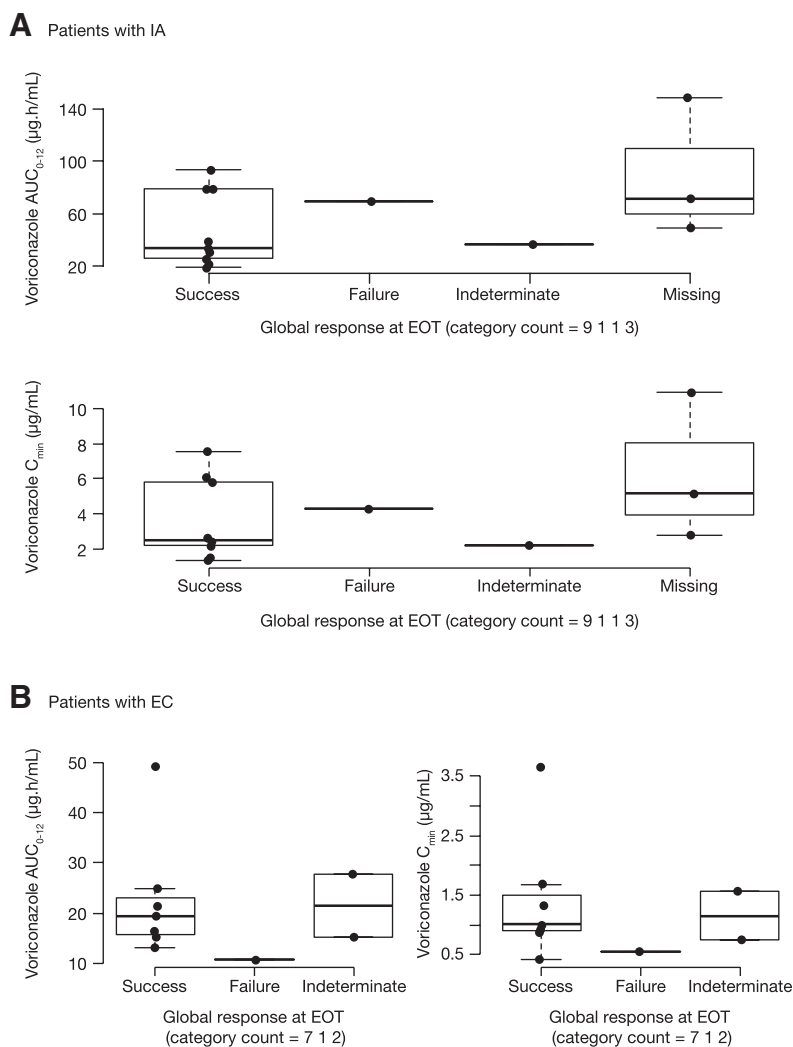 A Patients with IA
Voriconazole AUC0-12 (µg.h/mL)
140
100
60
20
Success Failure Indeterminate Missing
Global response at EOT (category count = 9 1 1 3)
Voriconazole Cmin (µg/mL)
10
8
6
4
2
Success Failure Indeterminate Missing
Global response at EOT (category count = 9 1 1 3)
B Patients with EC
Voriconazole AUC0-12 (µg.h/mL)
50
40
30
20
10
Success Failure Indeterminate
Global response at EOT
(category count = 7 1 2)
Voriconazole Cmin (µg/mL)
3.5
2.5
1.5
0.5
Success Failure Indeterminate
Global response at EOT
(category count = 7 1 2)